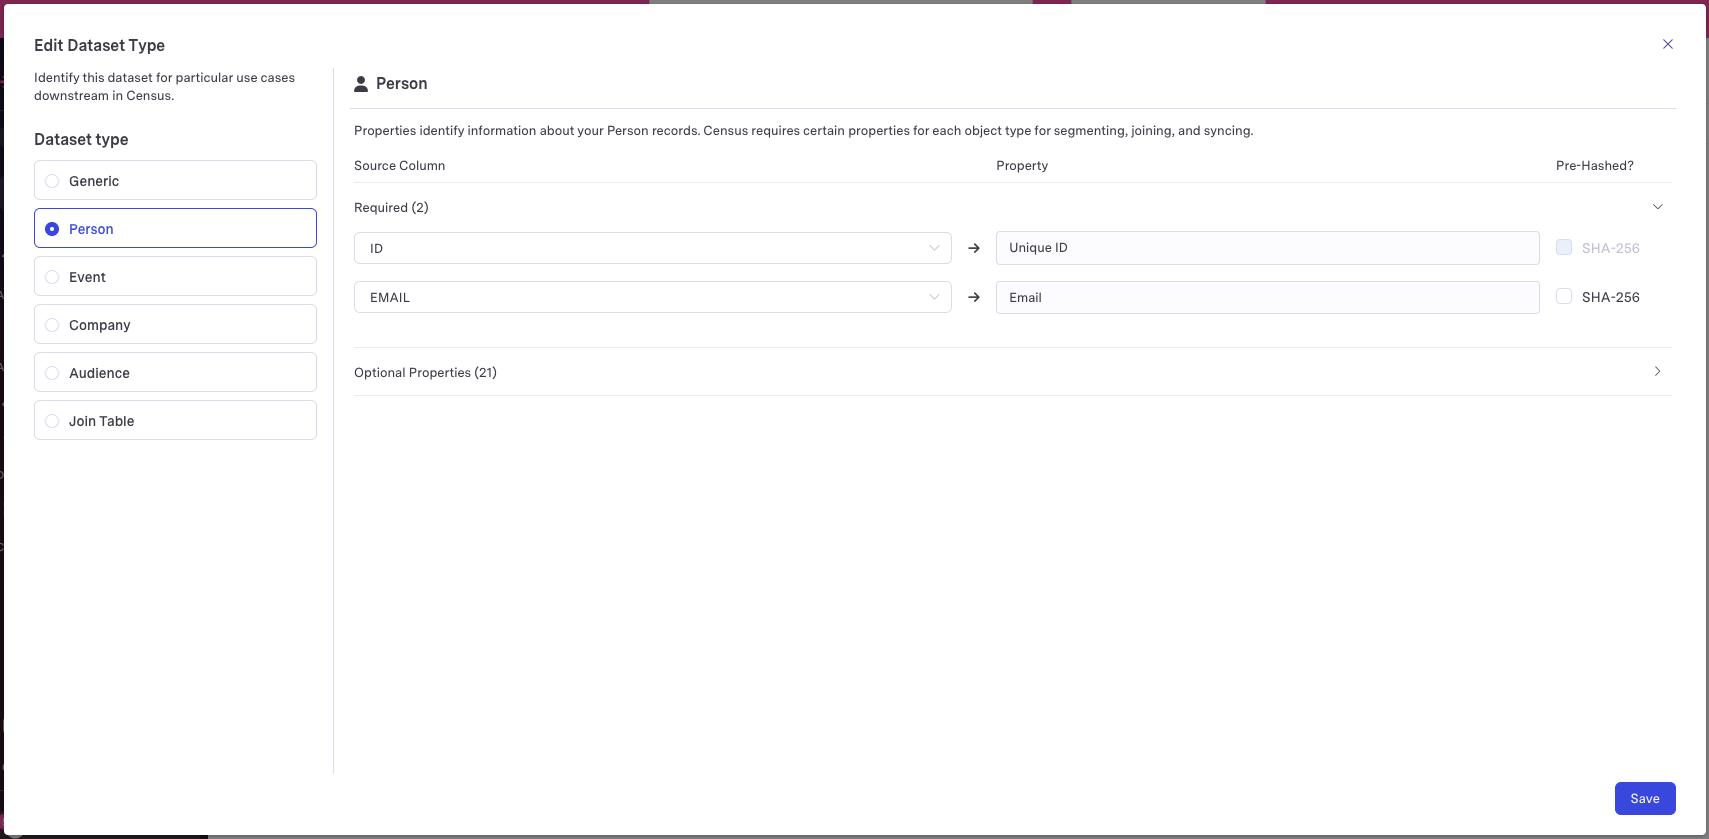 Edit Dataset Type
Identify this dataset for particular use cases
downstream in Census.
Dataset type
Generic
Person
Event
Company
Audience
Join Table
Person
Properties identify information about your Person records. Census requires certain properties for each object type for segmenting, joining, and syncing.
Source Column Property Pre-Hashed?
Required (2)
ID Unique ID SHA-256
EMAIL Email SHA-256
Optional Properties (21)
Save